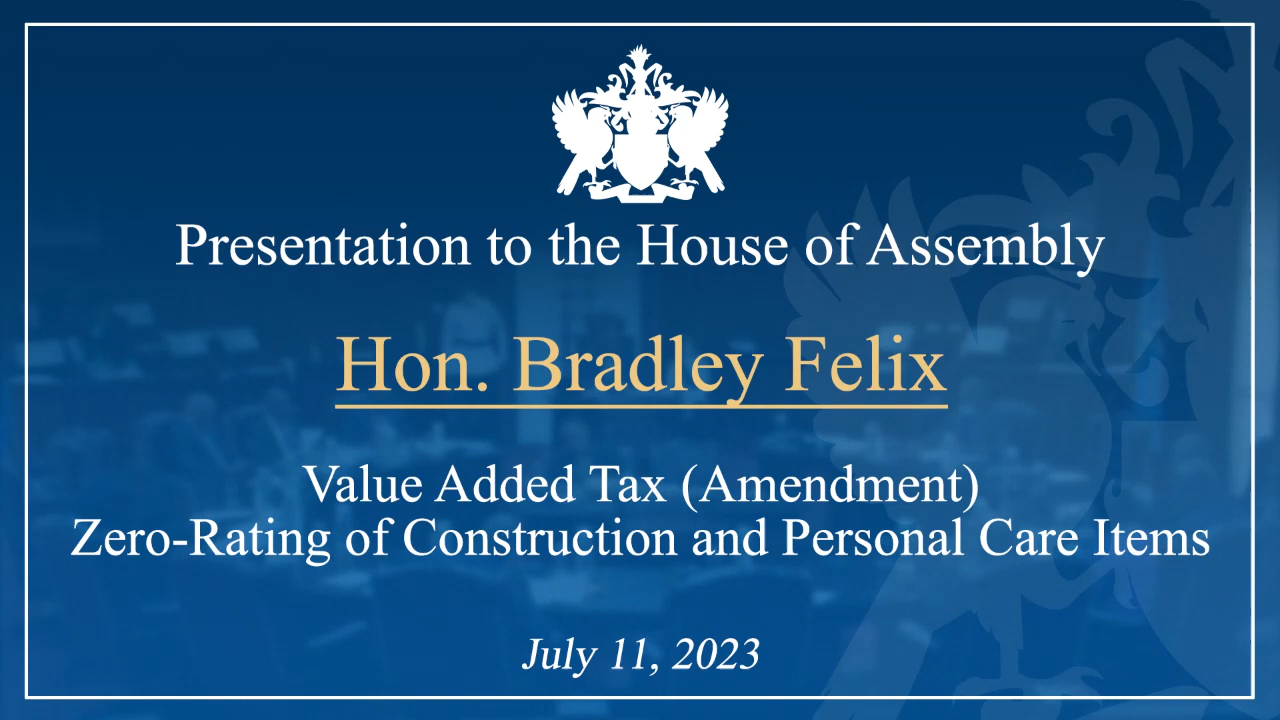 Presentation to the House of Assembly
Hon. Bradley Felix
Value Added Tax (Amendment)
Zero-Rating of Construction and Personal Care Items
July 11, 2023